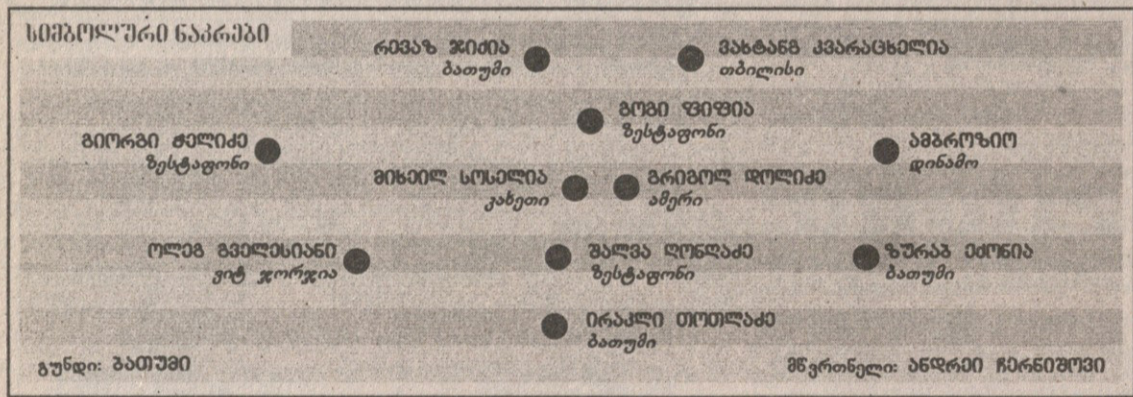 სიმბოლური ნაკრები
რევაზ ჯიქია
ბათუმი
ვახტანგ კვარაცხელია
თბილისი
გოგი ფიფია
ზესტაფონი
გიორგი ჭელიძე
ზესტაფონი
ამბროზიო
დინამო
მიხეილ სოსელია
კახეთი
გრიგოლ დოლიძე
ამერი
ოლეგ გველესიანი
ვიტ ჯორჯია
შალვა ღონღაძე
ზესტაფონი
ზურაბ ეძონია
ბათუმი
ირაკლი თოთლაძე
ბათუმი
გუნდი: ბათუმი
მწვრთნელი: ანდრეი ჩერნიშოვი